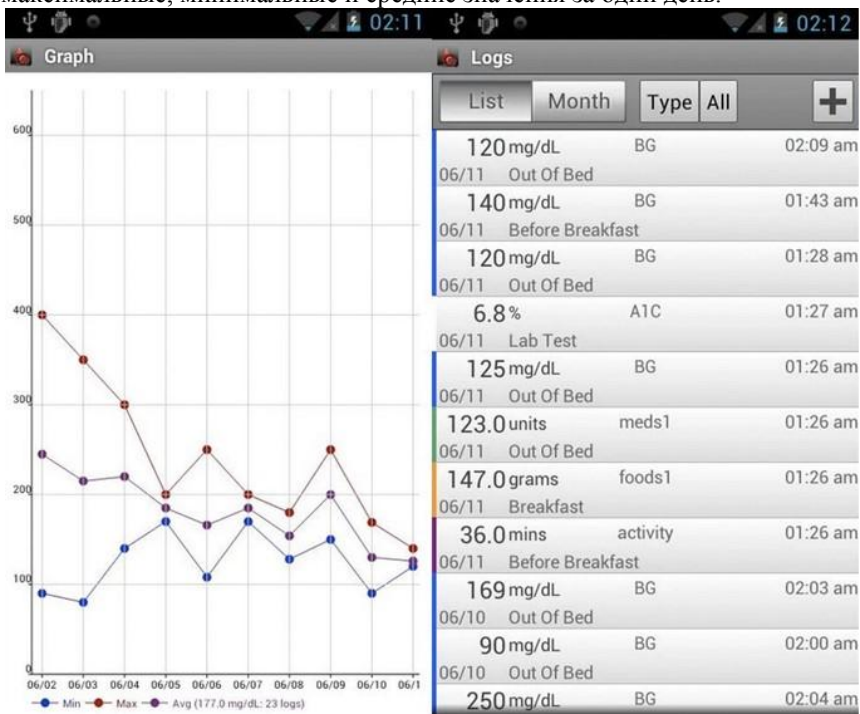 максимальные, минимальные и средние значения за один день.
02:11
Graph
600
500
400
300
200
100
0
06/02 06/03 06/04 06/05 06/06 06/07 06/08 06/09 06/10 06/1
Min Max Avg (177.0 mg/dL: 23 logs)
02:12
Logs
List Month Type All +
120 mg/dL BG 02:09 am
06/11 Out Of Bed
140 mg/dL BG 01:43 am
06/11 Before Breakfast
120 mg/dL BG 01:28 am
06/11 Out Of Bed
6.8 % A1C 01:27 am
06/11 Lab Test
125 mg/dL BG 01:26 am
06/11 Out Of Bed
123.0 units meds1 01:26 am
06/11 Out Of Bed
147.0 grams foods1 01:26 am
06/11 Breakfast
36.0 mins activity 01:26 am
06/11 Before Breakfast
169 mg/dL BG 02:03 am
06/10 Out Of Bed
90 mg/dL BG 02:00 am
06/10 Out Of Bed
250 mg/dL BG 02:04 am